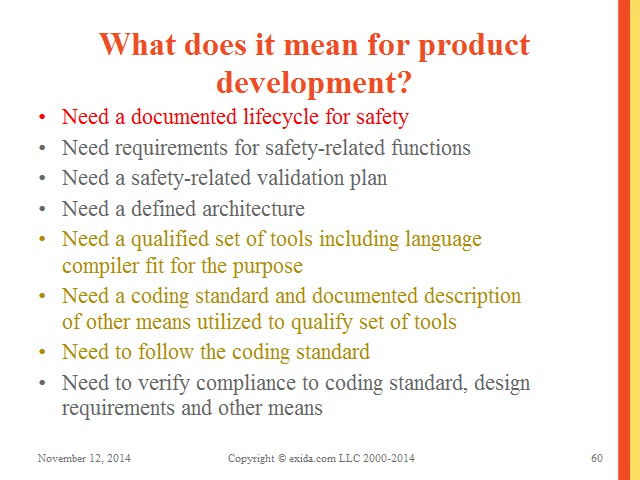 What does it mean for product
development?
• Need a documented lifecycle for safety
• Need requirements for safety-related functions
• Need a safety-related validation plan
• Need a defined architecture
• Need a qualified set of tools including language
compiler fit for the purpose
• Need a coding standard and documented description
of other means utilized to qualify set of tools
• Need to follow the coding standard
• Need to verify compliance to coding standard, design
requirements and other means
November 12, 2014 Copyright © exida.com LLC 2000-2014 60